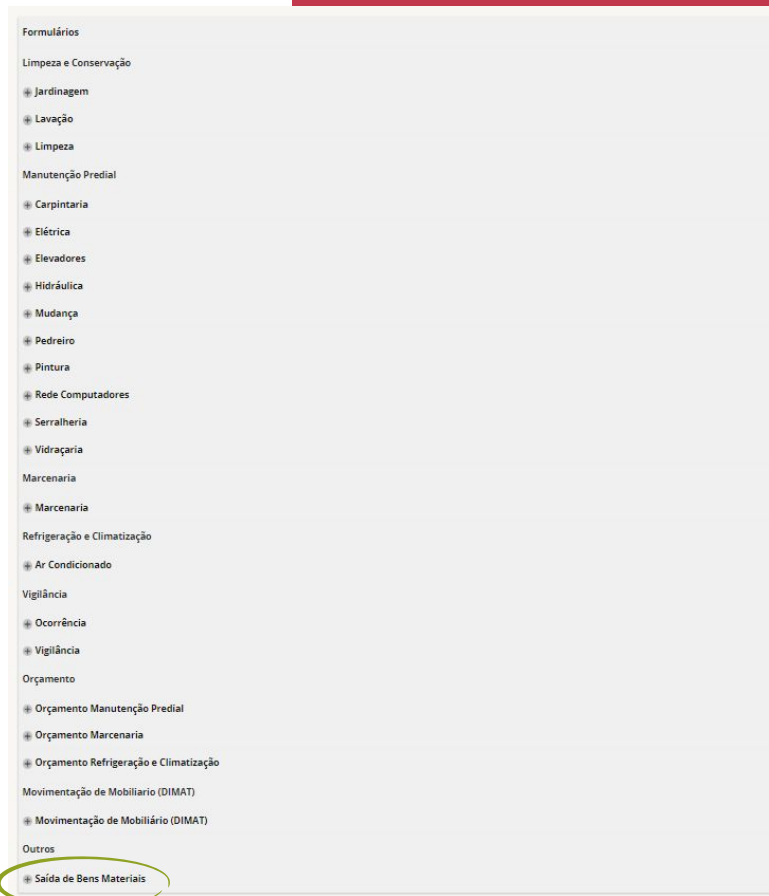 Formulários
Limpeza e Conservação
Jardinagem
Lavação
Limpeza
Manutenção Predial
Carpintaria
Elétrica
Elevadores
Hidráulica
Mudança
Pedreiro
Pintura
Rede Computadores
Serralheria
Vidraçaria
Marcenaria
Marcenaria
Refrigeração e Climatização
Ar Condicionado
Vigilância
Ocorrência
Vigilância
Orçamento
Orçamento Manutenção Predial
Orçamento Marcenaria
Orçamento Refrigeração e Climatização
Movimentação de Mobiliario (DIMAT)
Movimentação de Mobiliário (DIMAT)
Outros
Saída de Bens Materiais